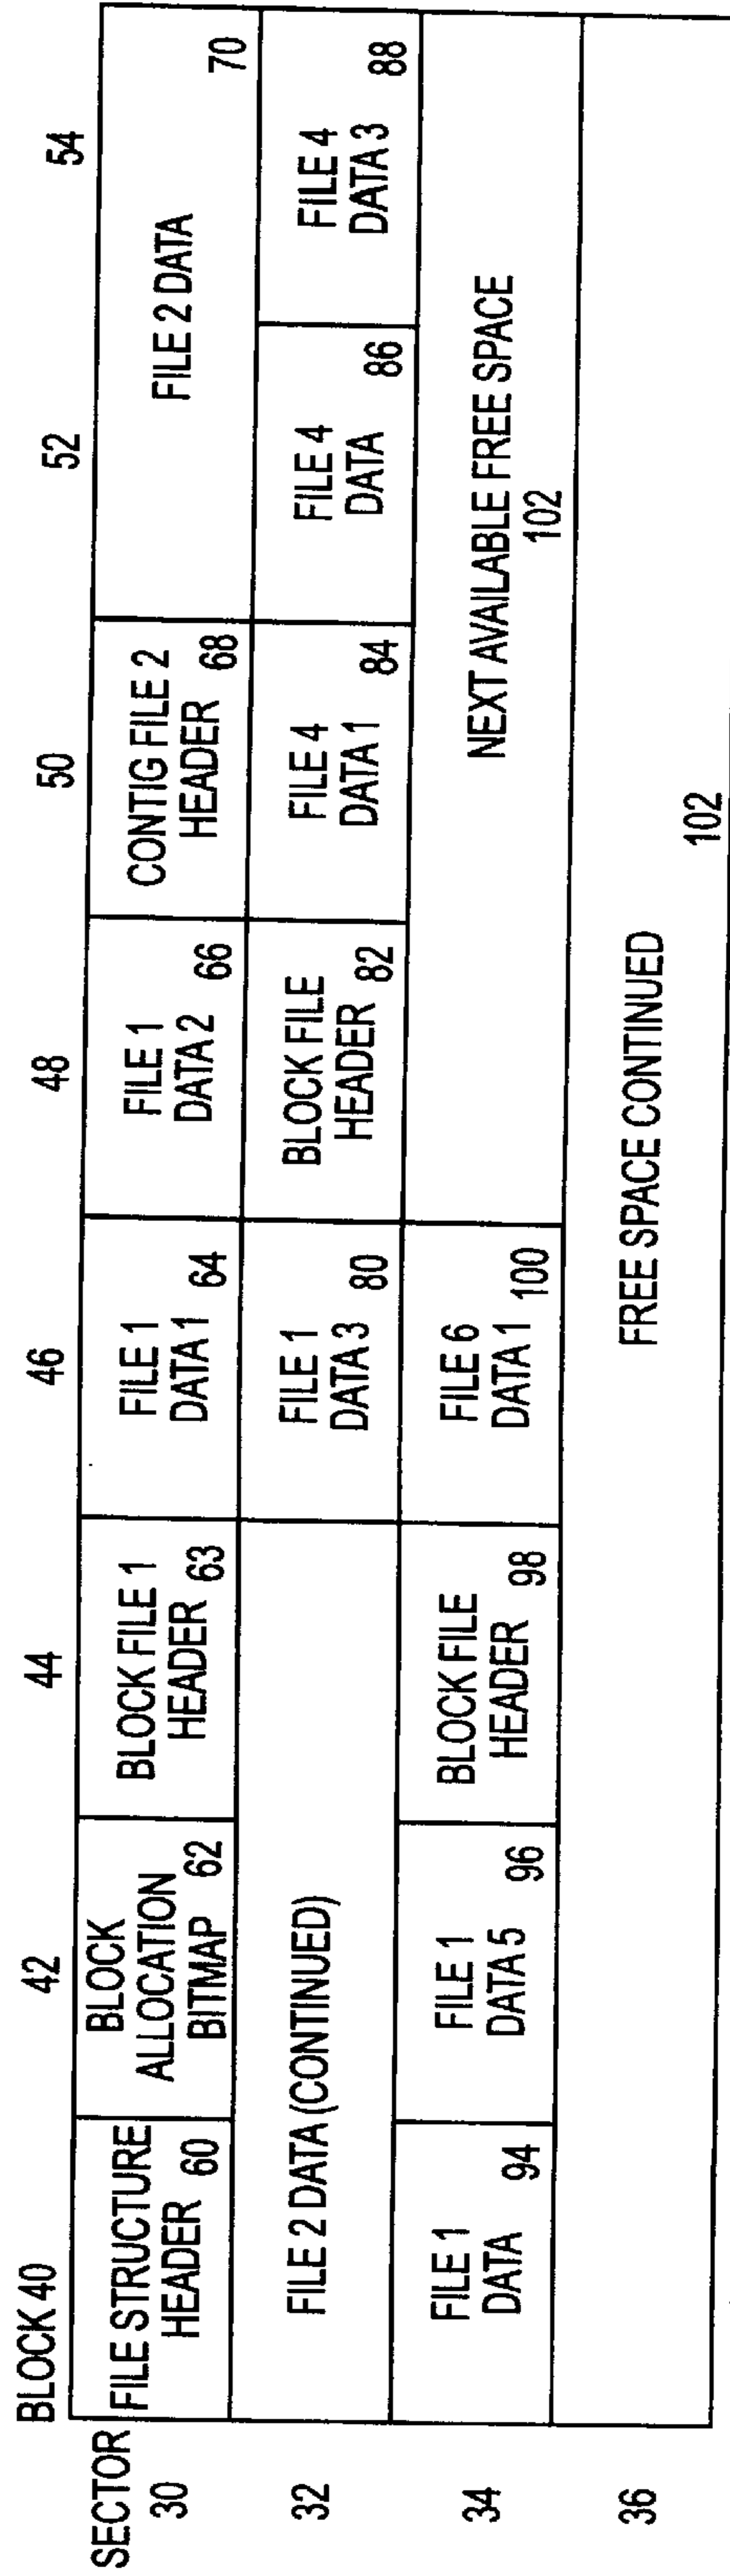 BLOCK 40
42
44
46
48
50
52
54
SECTOR
30
FILE STRUCTURE
HEADER 60
BLOCK
ALLOCATION
BITMAP 62
BLOCK FILE 1
HEADER 63
FILE 1
DATA 1 64
FILE 1
DATA 2 66
CONTIG FILE 2
HEADER 68
FILE 2 DATA
70
32
FILE 2 DATA (CONTINUED)
FILE 1
DATA 3 80
BLOCK FILE
HEADER 82
FILE 4
DATA 1 84
FILE 4
DATA 86
FILE 4
DATA 3 88
34
FILE 1
DATA 94
FILE 1
DATA 5 96
BLOCK FILE
HEADER 98
FILE 6
DATA 1 100
NEXT AVAILABLE FREE SPACE
102
36
FREE SPACE CONTINUED
102